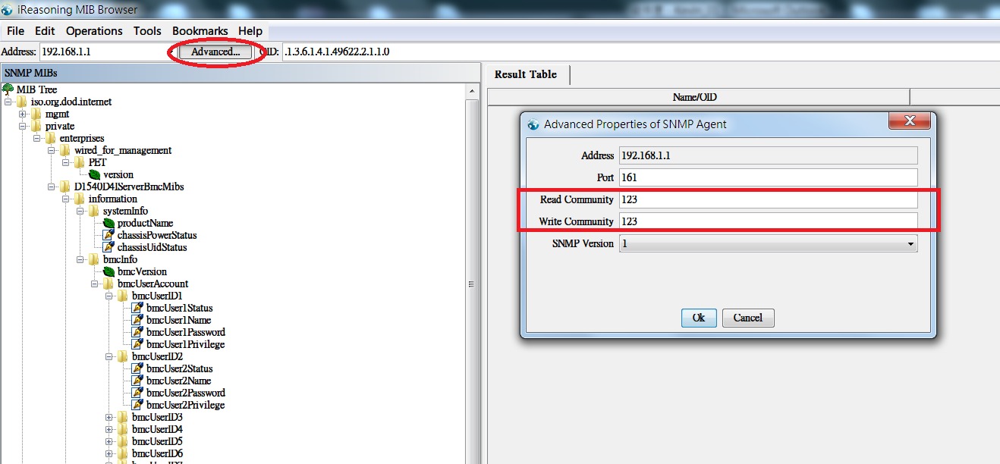 iReasoning MIB Browser
File Edit Operations Tools Bookmarks Help
Address: 192.168.1.1 Advanced... OID: .1.3.6.1.4.1.49622.2.1.1.0
SNMP MIBs
MIB Tree
iso.org.dod.internet
mgmt
private
enterprises
wired_for_management
PET
version
D1540D4IServerBmcMibs
information
systemInfo
productName
chassisPowerStatus
chassisUidStatus
bmcInfo
bmcVersion
bmcUserAccount
bmcUserID1
bmcUser1Status
bmcUser1Name
bmcUser1Password
bmcUser1Privilege
bmcUserID2
bmcUser2Status
bmcUser2Name
bmcUser2Password
bmcUser2Privilege
bmcUserID3
bmcUserID4
bmcUserID5
bmcUserID6
Result Table
Name/OID
Advanced Properties of SNMP Agent
Address 192.168.1.1
Port 161
Read Community 123
Write Community 123
SNMP Version 1
Ok Cancel